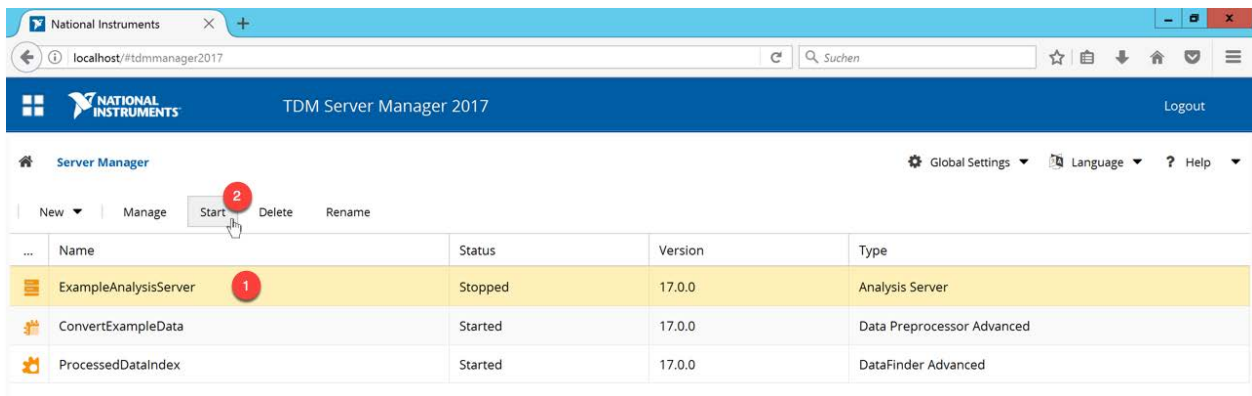 National Instruments
localhost/#tdmmanager2017
Suchen
NATIONAL
INSTRUMENTS
TDM Server Manager 2017
Logout
Server Manager
Global Settings
Language
? Help
2
New
Manage
Start
Delete
Rename
... Name Status Version Type
ExampleAnalysisServer 1 Stopped 17.0.0 Analysis Server
ConvertExampleData Started 17.0.0 Data Preprocessor Advanced
ProcessedDataIndex Started 17.0.0 DataFinder Advanced